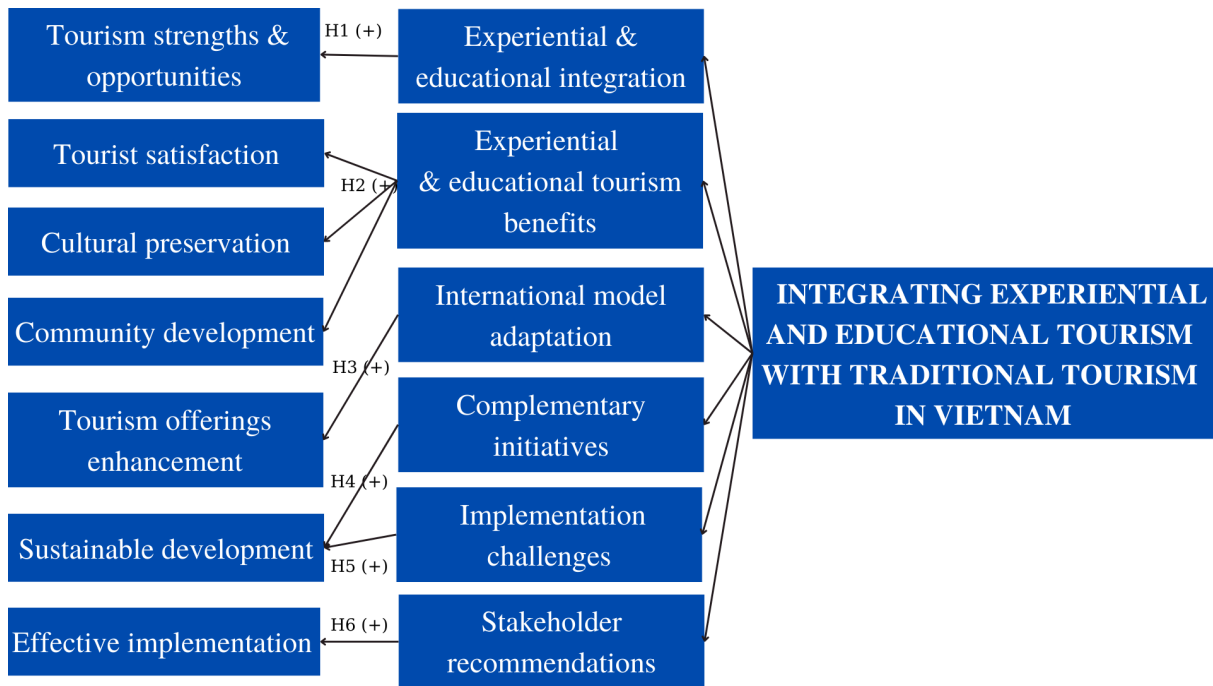 Tourism strengths &
opportunities
H1 (+)
Experiential &
educational integration
Tourist satisfaction
H2 (+)
Experiential
& educational tourism
benefits
Cultural preservation
Community development
International model
adaptation
H3 (+)
INTEGRATING EXPERIENTIAL
AND EDUCATIONAL TOURISM
WITH TRADITIONAL TOURISM
IN VIETNAM
Tourism offerings
enhancement
Complementary
initiatives
H4 (+)
Sustainable development
Implementation
challenges
H5 (+)
Effective implementation
H6 (+)
Stakeholder
recommendations